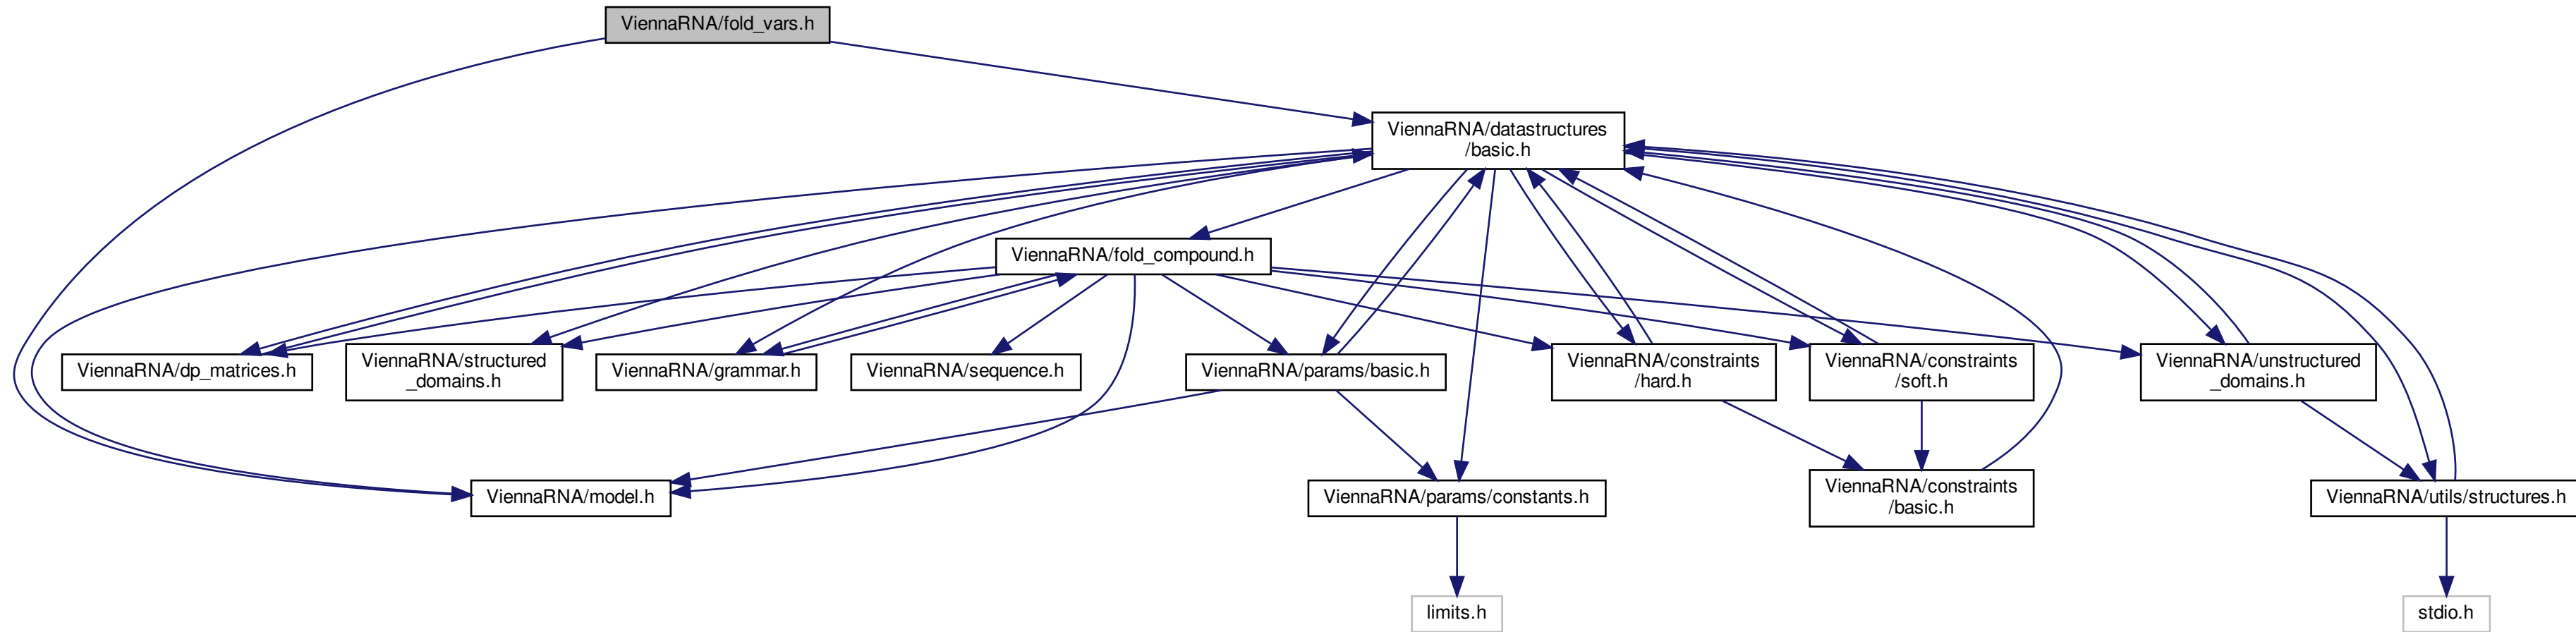 ViennaRNA/fold_vars.h
ViennaRNA/datastructures
/basic.h
ViennaRNA/fold_compound.h
ViennaRNA/dp_matrices.h
ViennaRNA/structured
_domains.h
ViennaRNA/grammar.h
ViennaRNA/sequence.h
ViennaRNA/params/basic.h
ViennaRNA/constraints
/hard.h
ViennaRNA/constraints
/soft.h
ViennaRNA/unstructured
_domains.h
ViennaRNA/model.h
ViennaRNA/params/constants.h
ViennaRNA/constraints
/basic.h
ViennaRNA/utils/structures.h
limits.h
stdio.h